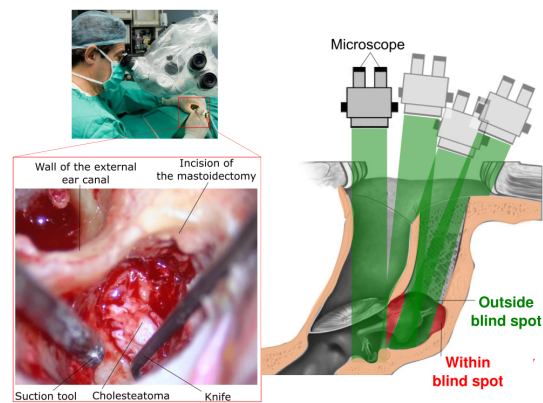 Microscope
Wall of the external
ear canal
Incision of
the mastoidectomy
Outside
blind spot
Within
blind spot
Suction tool
Cholesteatoma
Knife